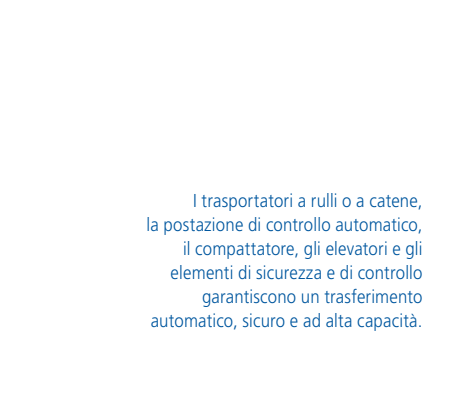 I trasportatori a rulli o a catene,
la postazione di controllo automatico,
il compattatore, gli elevatori e gli
elementi di sicurezza e di controllo
garantiscono un trasferimento
automatico, sicuro e ad alta capacità.